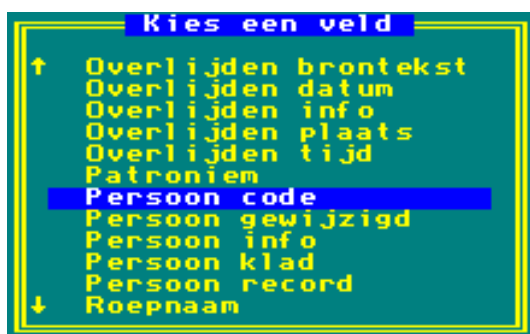 Kies een veld
↑ Overlijden brontekst
Overlijden datum
Overlijden info
Overlijden plaats
Overlijden tijd
Patroniem
Persoon code
Persoon gewijzigd
Persoon info
Persoon klad
Persoon record
↓ Roepnaam